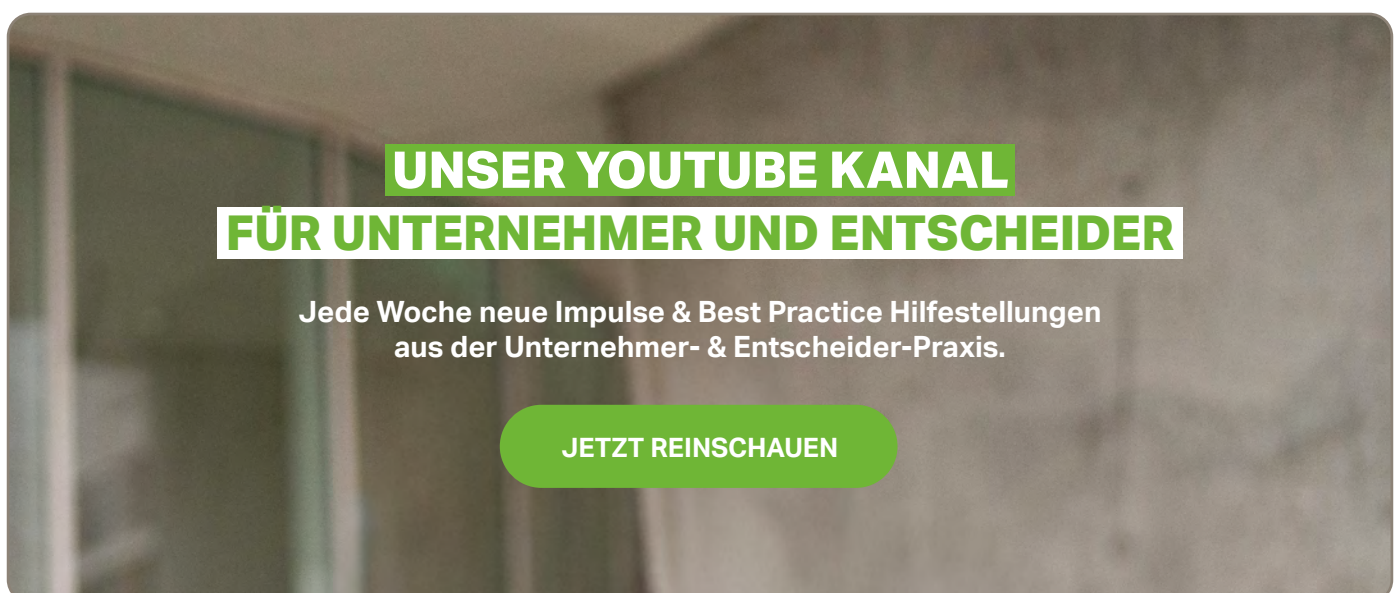 UNSER YOUTUBE KANAL
FÜR UNTERNEHMER UND ENTSCHEIDER
Jede Woche neue Impulse & Best Practice Hilfestellungen
aus der Unternehmer- & Entscheider-Praxis.
JETZT REINSCHAUEN